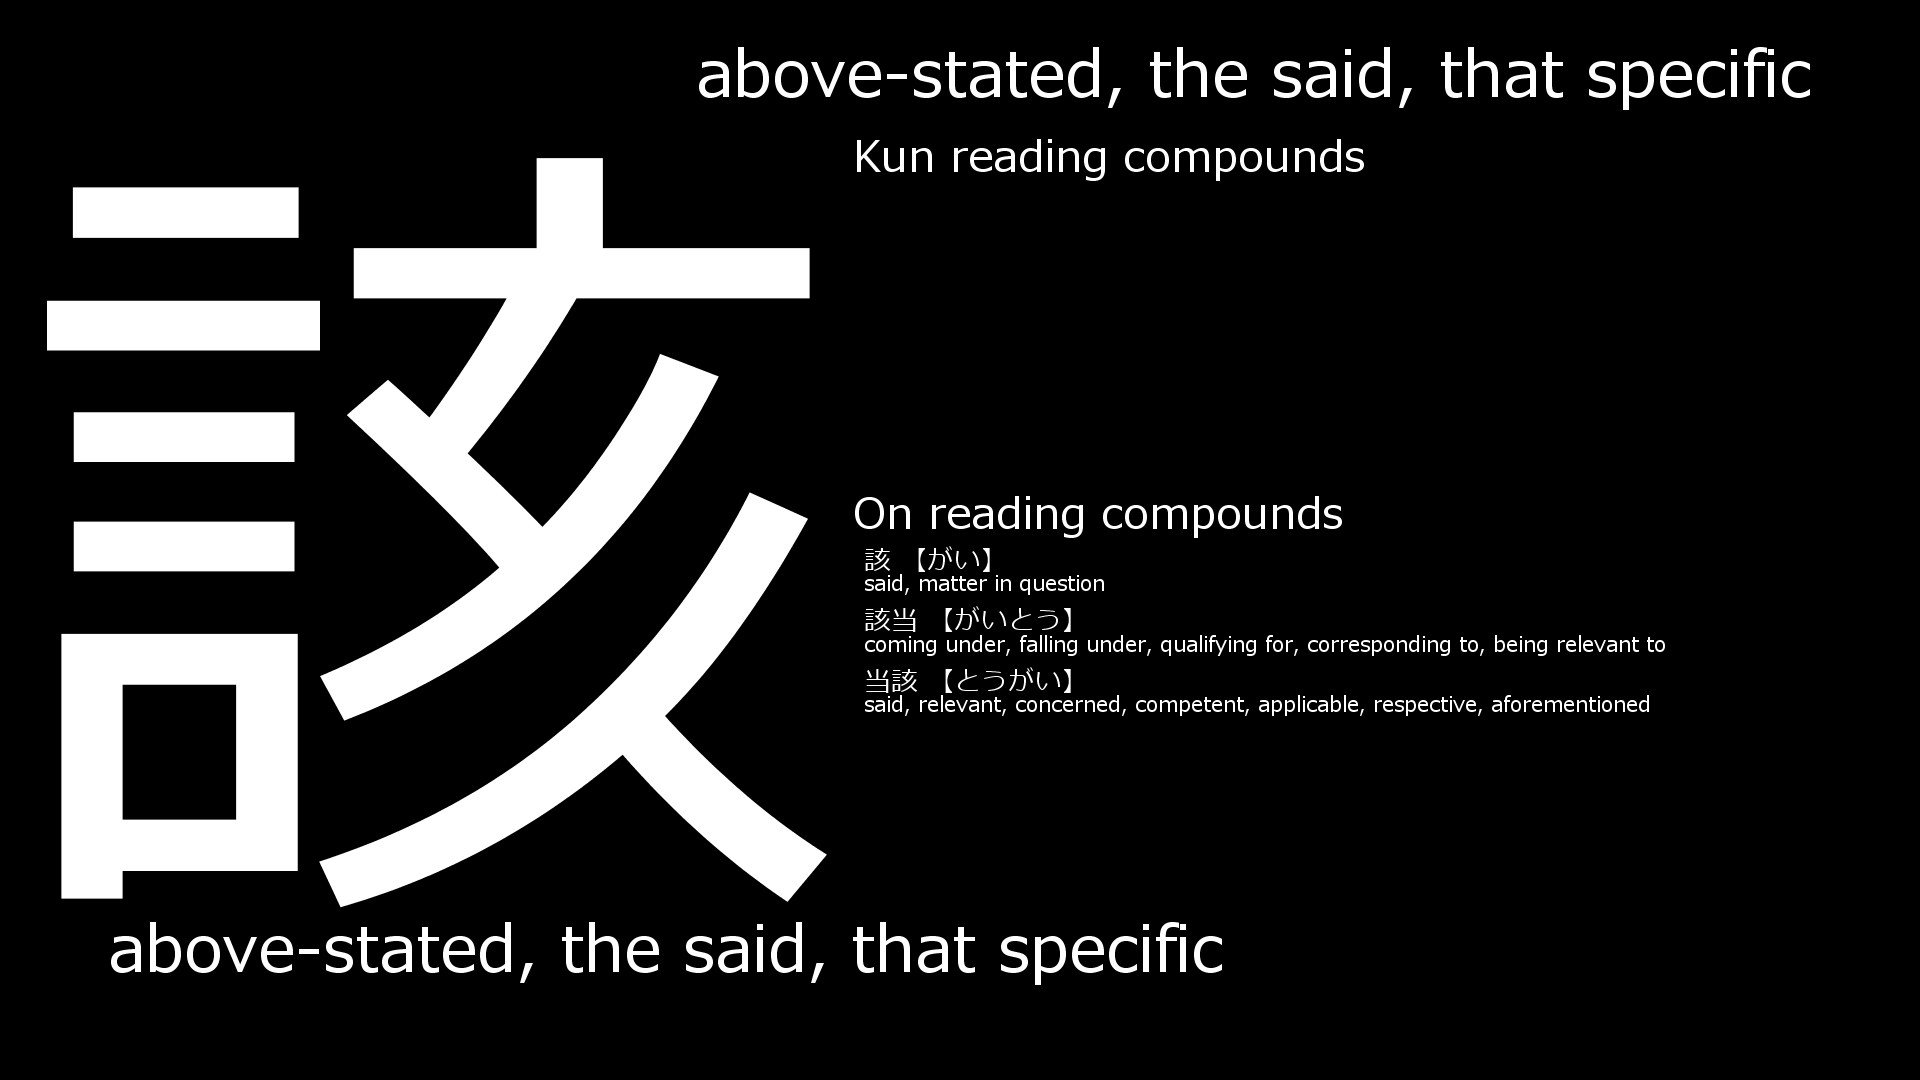 above-stated, the said, that specific
Kun reading compounds
該
On reading compounds
該 【がい】
said, matter in question
該当 【がいとう】
coming under, falling under, qualifying for, corresponding to, being relevant to
当該 【とうがい】
said, relevant, concerned, competent, applicable, respective, aforementioned
above-stated, the said, that specific